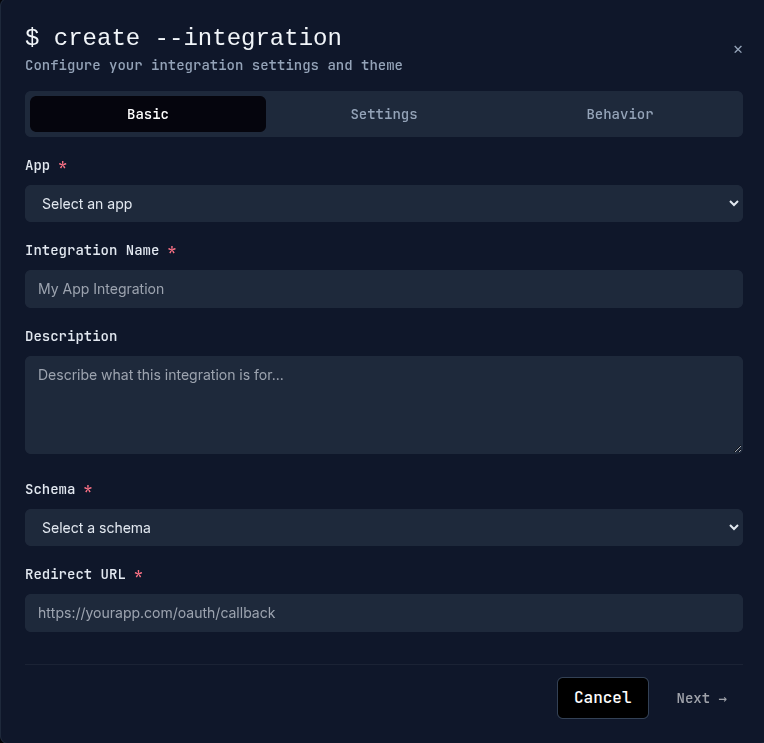 $ create --integration
×
Configure your integration settings and theme
Basic Settings Behavior
App *
Select an app
Integration Name *
My App Integration
Description
Describe what this integration is for...
Schema *
Select a schema
Redirect URL *
https://yourapp.com/oauth/callback
Cancel Next →